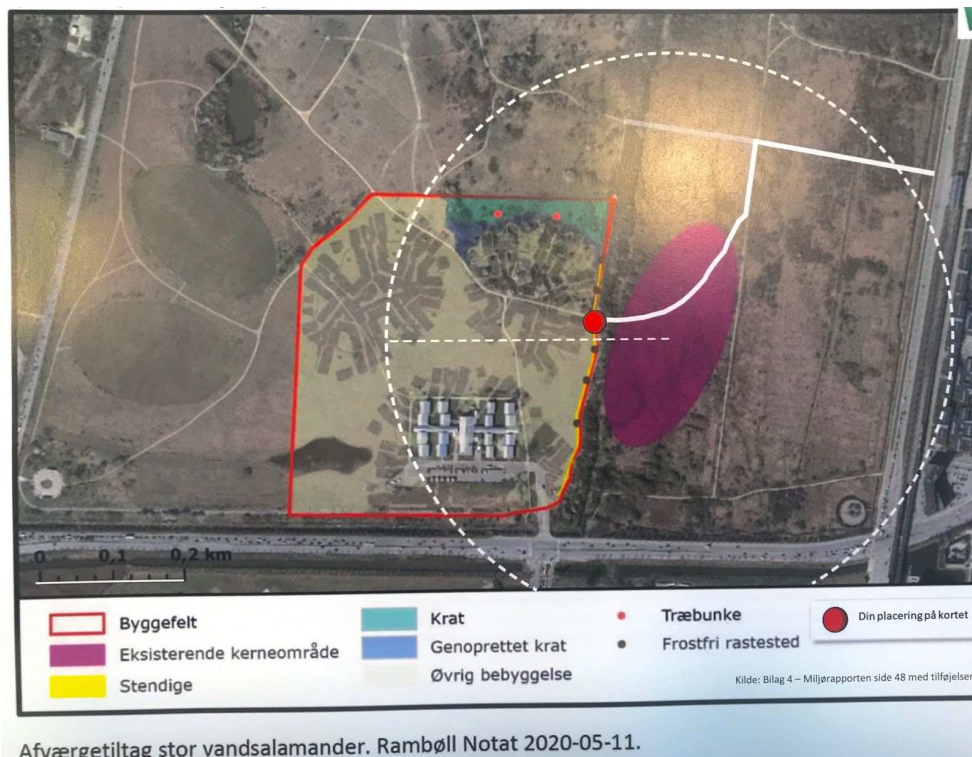 0 0,1 0,2 km
Byggefelt
Eksisterende kerneområde
Stendige
Krat
Genoprettet krat
Øvrig bebyggelse
Træbunke
Frostfri rastested
Din placering på kortet
Kilde: Bilag 4 – Miljørapporten side 48 med tilføjelser
Afværgetiltag stor vandsalamander. Rambøll Notat 2020-05-11.